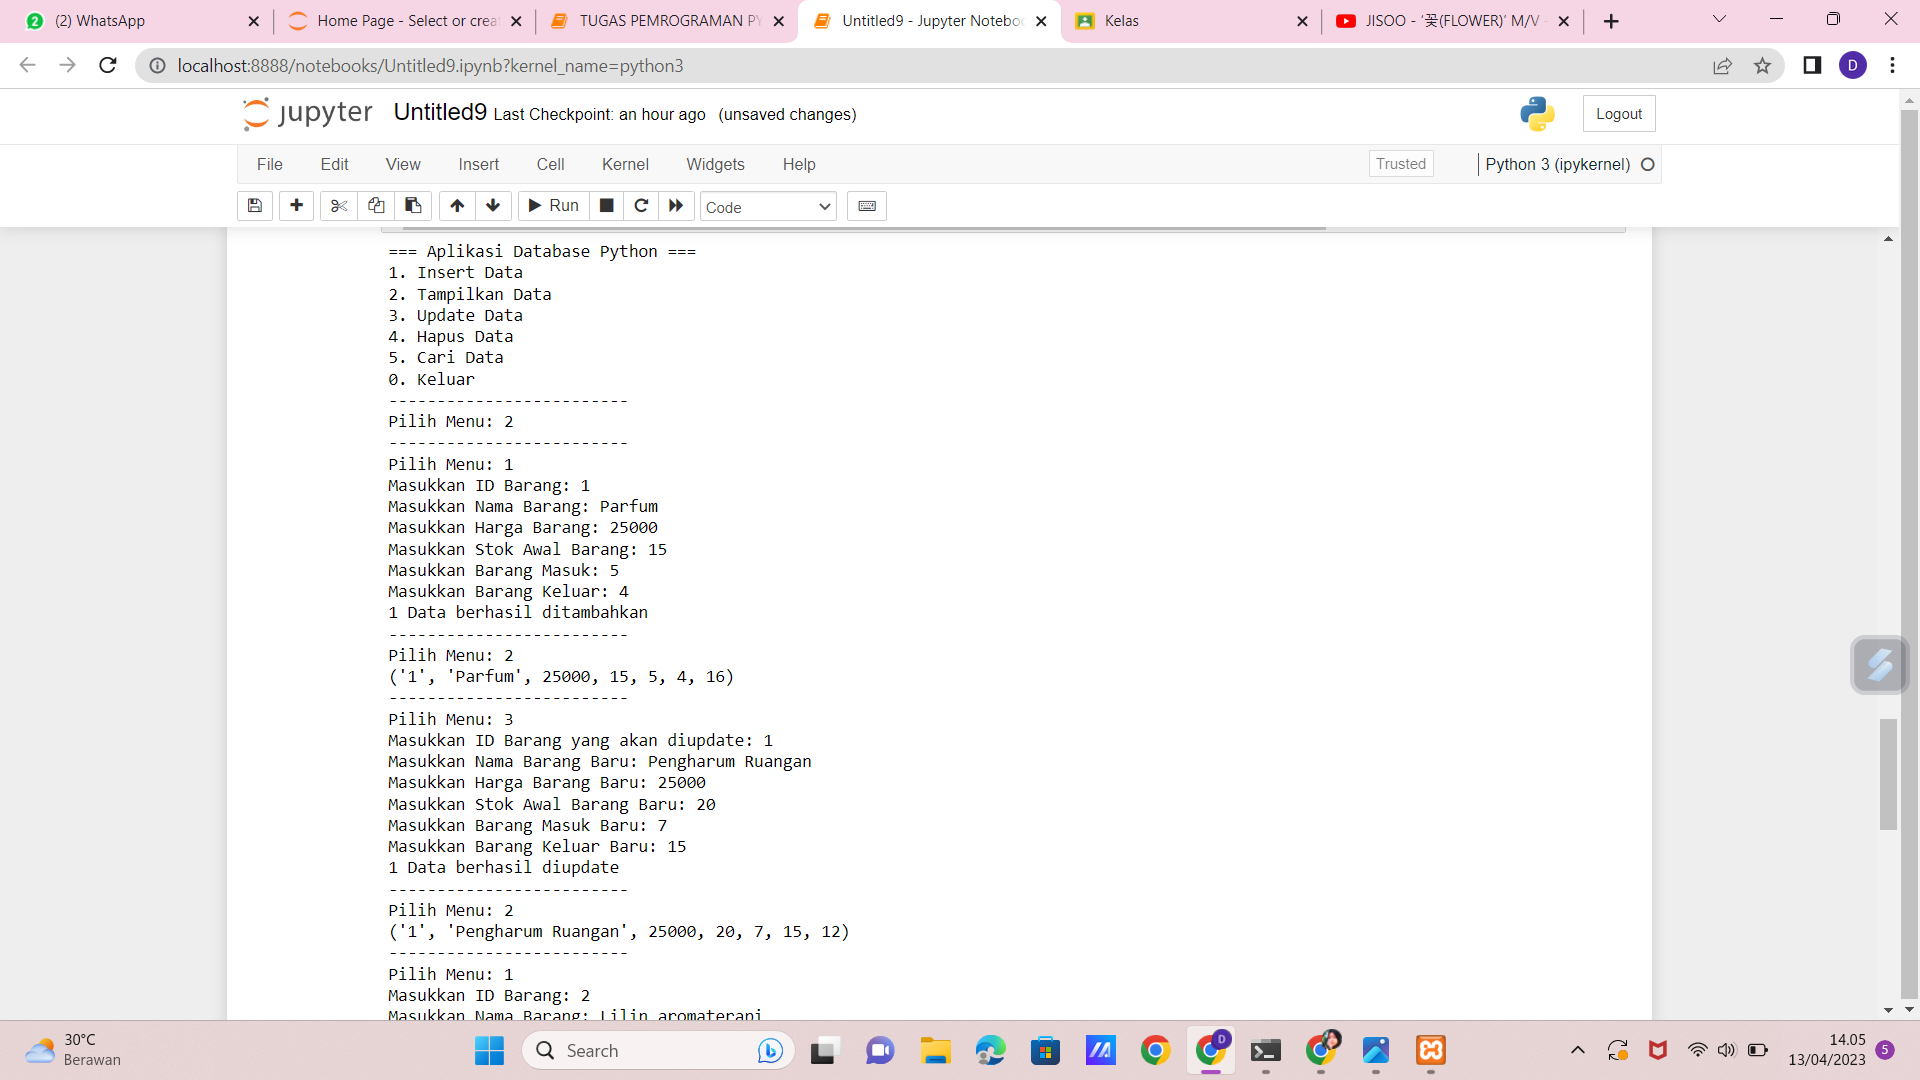 (2) WhatsApp
Home Page - Select or crea
TUGAS PEMROGRAMAN PY
Untitled9 - Jupyter Noteboo
Kelas
JISOO - '꽃(FLOWER)' M/V -
localhost:8888/notebooks/Untitled9.ipynb?kernel_name=python3
D
jupyter Untitled9 Last Checkpoint: an hour ago (unsaved changes)
Logout
File Edit View Insert Cell Kernel Widgets Help
Trusted
Python 3 (ipykernel)
Run
Code
=== Aplikasi Database Python ===
1. Insert Data
2. Tampilkan Data
3. Update Data
4. Hapus Data
5. Cari Data
0. Keluar
-------------------------
Pilih Menu: 2
-------------------------
Pilih Menu: 1
Masukkan ID Barang: 1
Masukkan Nama Barang: Parfum
Masukkan Harga Barang: 25000
Masukkan Stok Awal Barang: 15
Masukkan Barang Masuk: 5
Masukkan Barang Keluar: 4
1 Data berhasil ditambahkan
-------------------------
Pilih Menu: 2
('1', 'Parfum', 25000, 15, 5, 4, 16)
-------------------------
Pilih Menu: 3
Masukkan ID Barang yang akan diupdate: 1
Masukkan Nama Barang Baru: Pengharum Ruangan
Masukkan Harga Barang Baru: 25000
Masukkan Stok Awal Barang Baru: 20
Masukkan Barang Masuk Baru: 7
Masukkan Barang Keluar Baru: 15
1 Data berhasil diupdate
-------------------------
Pilih Menu: 2
('1', 'Pengharum Ruangan', 25000, 20, 7, 15, 12)
-------------------------
Pilih Menu: 1
Masukkan ID Barang: 2
Masukkan Nama Barang: Lilin aromaterapi
30°C
Berawan
Search
D
14.05
13/04/2023
5